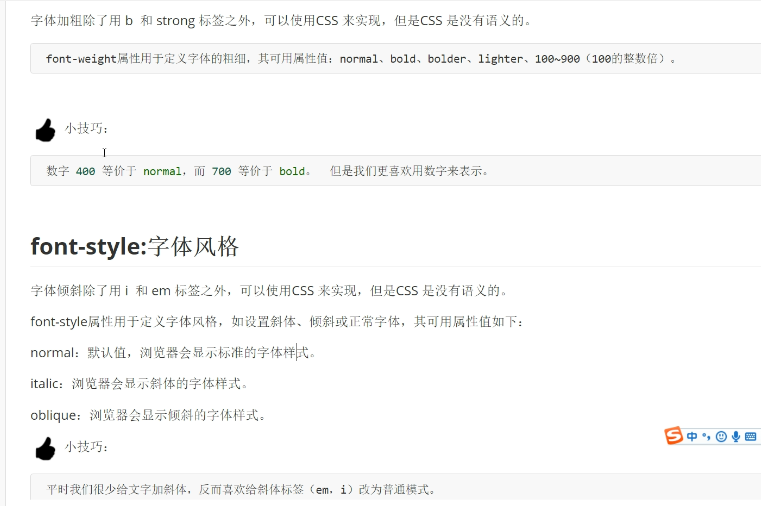 字体加粗除了用 b 和 strong 标签之外，可以使用CSS 来实现，但是CSS 是没有语义的。
font-weight属性用于定义字体的粗细，其可用属性值：normal、bold、bolder、lighter、100~900（100的整数倍）。
小技巧：
数字 400 等价于 normal，而 700 等价于 bold。 但是我们更喜欢用数字来表示。
font-style:字体风格
字体倾斜除了用 i 和 em 标签之外，可以使用CSS 来实现，但是CSS 是没有语义的。
font-style属性用于定义字体风格，如设置斜体、倾斜或正常字体，其可用属性值如下：
normal：默认值，浏览器会显示标准的字体样式。
italic：浏览器会显示斜体的字体样式。
oblique：浏览器会显示倾斜的字体样式。
中
小技巧：
平时我们很少给文字加斜体，反而喜欢给斜体标签（em，i）改为普通模式。